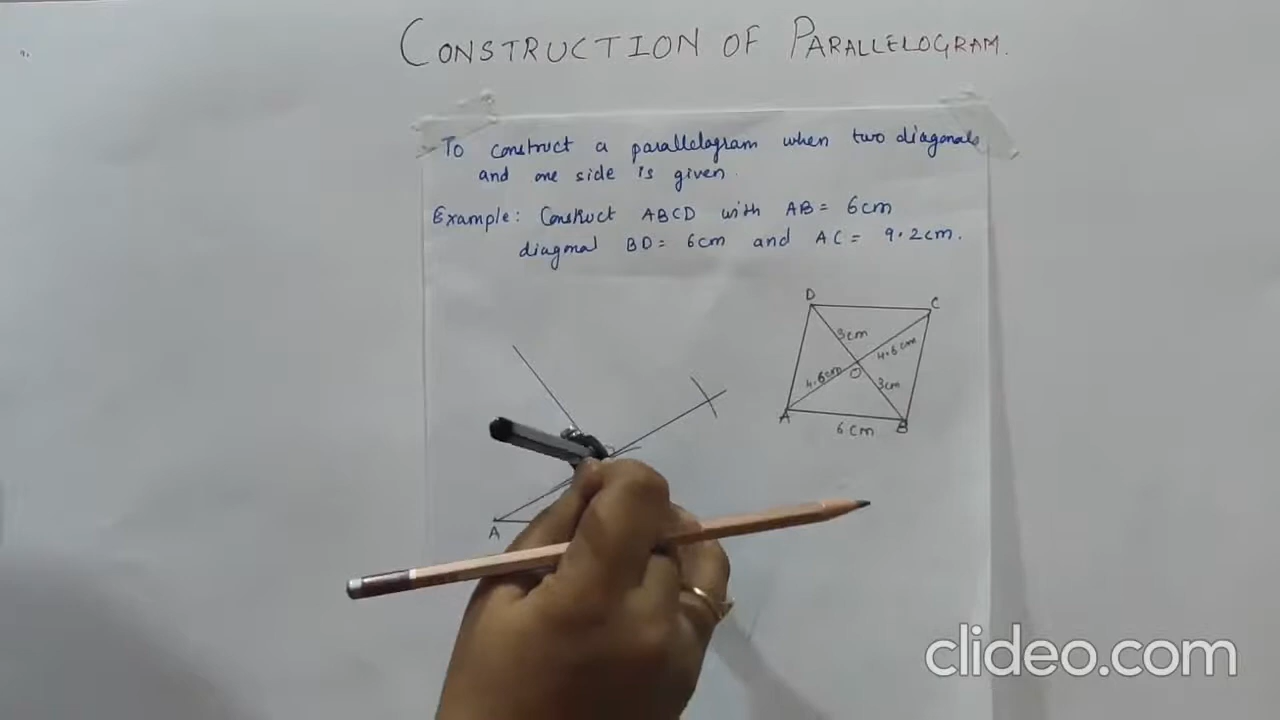 CONSTRUCTION OF PARALLELOGRAM.
To construct a parallelogram when two diagonals
and one side is given.
Example: Construct ABCD with AB = 6cm
diagonal BD = 6cm and AC = 9.2cm.
D
C
3cm
4.6cm
4.6cm
O
3cm
A
B
6cm
A
clideo.com